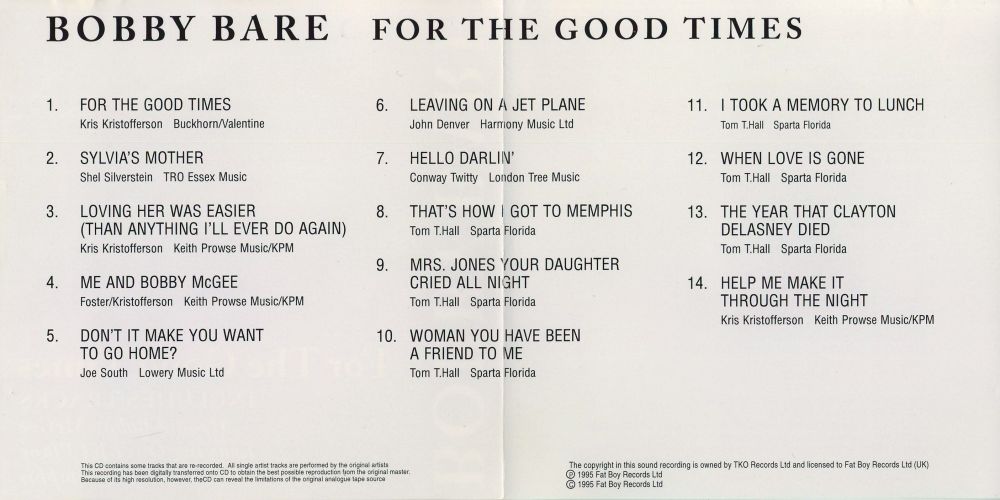 BOBBY BARE FOR THE GOOD TIMES
1. FOR THE GOOD TIMES
Kris Kristofferson Buckhorn/Valentine
2. SYLVIA'S MOTHER
Shel Silverstein TRO Essex Music
3. LOVING HER WAS EASIER
(THAN ANYTHING I'LL EVER DO AGAIN)
Kris Kristofferson Keith Prowse Music/KPM
4. ME AND BOBBY McGEE
Foster/Kristofferson Keith Prowse Music/KPM
5. DON'T IT MAKE YOU WANT
TO GO HOME?
Joe South Lowery Music Ltd
6. LEAVING ON A JET PLANE
John Denver Harmony Music Ltd
7. HELLO DARLIN'
Conway Twitty London Tree Music
8. THAT'S HOW I GOT TO MEMPHIS
Tom T.Hall Sparta Florida
9. MRS. JONES YOUR DAUGHTER
CRIED ALL NIGHT
Tom T.Hall Sparta Florida
10. WOMAN YOU HAVE BEEN
A FRIEND TO ME
Tom T.Hall Sparta Florida
11. I TOOK A MEMORY TO LUNCH
Tom T.Hall Sparta Florida
12. WHEN LOVE IS GONE
Tom T.Hall Sparta Florida
13. THE YEAR THAT CLAYTON
DELASNEY DIED
Tom T.Hall Sparta Florida
14. HELP ME MAKE IT
THROUGH THE NIGHT
Kris Kristofferson Keith Prowse Music/KPM
This CD contains some tracks that are re-recorded. All single artist tracks are performed by the original artists
This recording has been digitally transferred onto CD to obtain the best possible reproduction from the original master.
Because of its high resolution, however, theCD can reveal the limitations of the original analogue tape source
The copyright in this sound recording is owned by TKO Records Ltd and licensed to Fat Boy Records Ltd (UK)
℗ 1995 Fat Boy Records Ltd
© 1995 Fat Boy Records Ltd